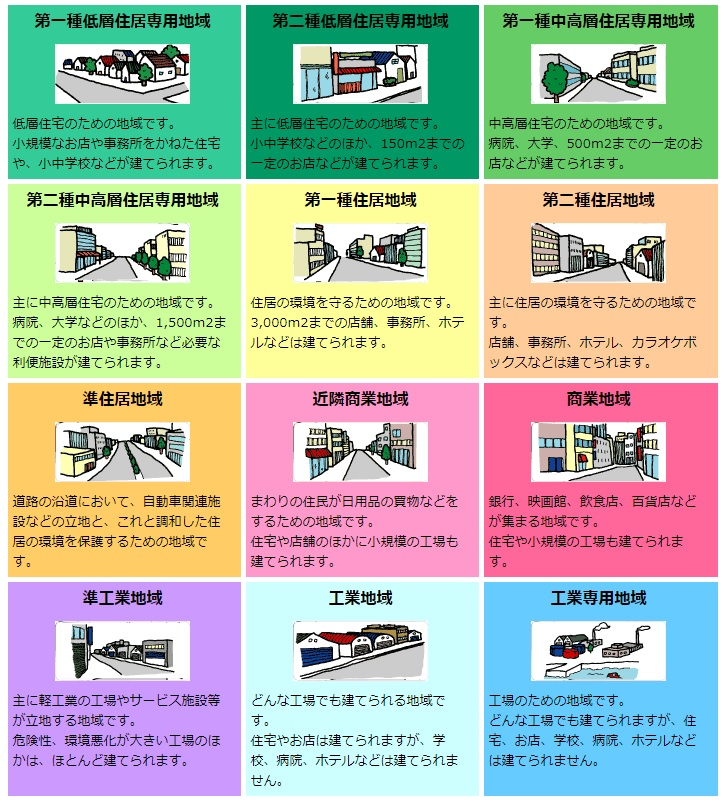 第一種低層住居専用地域
低層住宅のための地域です。
小規模なお店や事務所をかねた住宅
や、小中学校などが建てられます。
第二種低層住居専用地域
主に低層住宅のための地域です。
小中学校などのほか、150m2までの
一定のお店などが建てられます。
第一種中高層住居専用地域
中高層住宅のための地域です。
病院、大学、500m2までの一定のお
店などが建てられます。
第二種中高層住居専用地域
主に中高層住宅のための地域です。
病院、大学などのほか、1,500m2ま
での一定のお店や事務所など必要な
利便施設が建てられます。
第一種住居地域
住居の環境を守るための地域です。
3,000m2までの店舗、事務所、ホテ
ルなどは建てられます。
第二種住居地域
主に住居の環境を守るための地域で
す。
店舗、事務所、ホテル、カラオケボ
ックスなどは建てられます。
準住居地域
道路の沿道において、自動車関連施
設などの立地と、これと調和した住
居の環境を保護するための地域で
す。
近隣商業地域
まわりの住民が日用品の買物などを
するための地域です。
住宅や店舗のほかに小規模の工場も
建てられます。
商業地域
銀行、映画館、飲食店、百貨店など
が集まる地域です。
住宅や小規模の工場も建てられま
す。
準工業地域
主に軽工業の工場やサービス施設等
が立地する地域です。
危険性、環境悪化が大きい工場のほ
かは、ほとんど建てられます。
工業地域
どんな工場でも建てられる地域で
す。
住宅やお店は建てられますが、学
校、病院、ホテルなどは建てられま
せん。
工業専用地域
工場のための地域です。
どんな工場でも建てられますが、住
宅、お店、学校、病院、ホテルなど
は建てられません。